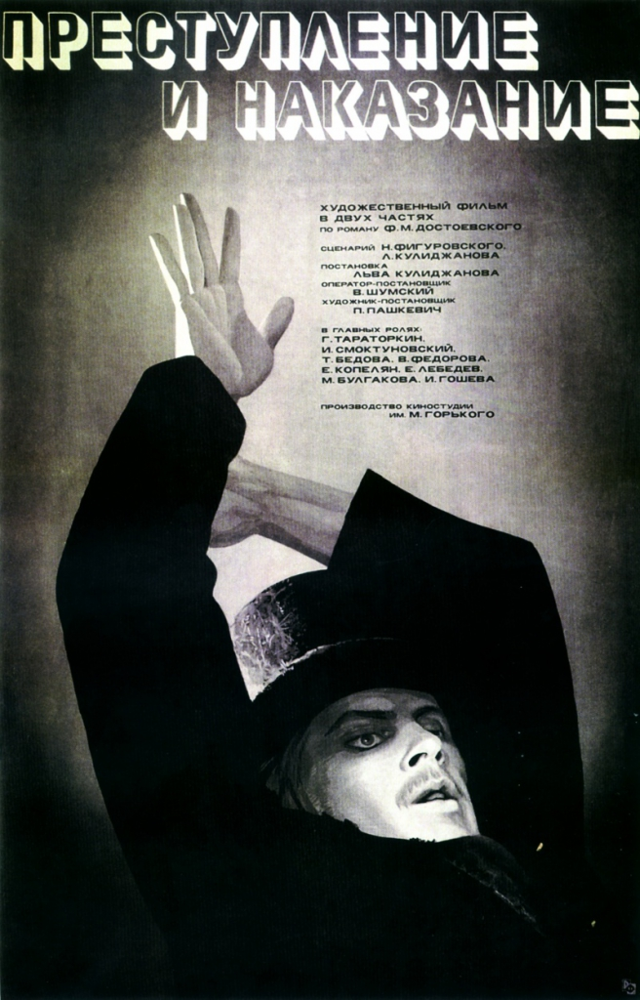 ПРЕСТУПЛЕНИЕ
И НАКАЗАНИЕ
ХУДОЖЕСТВЕННЫЙ ФИЛЬМ
В ДВУХ ЧАСТЯХ
ПО РОМАНУ Ф.М.ДОСТОЕВСКОГО
СЦЕНАРИЙ Н.ФИГУРОВСКОГО,
Л.КУЛИДЖАНОВА
ПОСТАНОВКА
ЛЬВА КУЛИДЖАНОВА
ОПЕРАТОР-ПОСТАНОВЩИК
В.ШУМСКИЙ
ХУДОЖНИК-ПОСТАНОВЩИК
П.ПАШКЕВИЧ
В ГЛАВНЫХ РОЛЯХ:
Г.ТАРАТОРКИН,
И.СМОКТУНОВСКИЙ,
Т.БЕДОВА, В.ФЕДОРОВА,
Е.КОПЕЛЯН, Е.ЛЕБЕДЕВ,
М.БУЛГАКОВА, И.ГОШЕВА
ПРОИЗВОДСТВО КИНОСТУДИИ
ИМ. М.ГОРЬКОГО